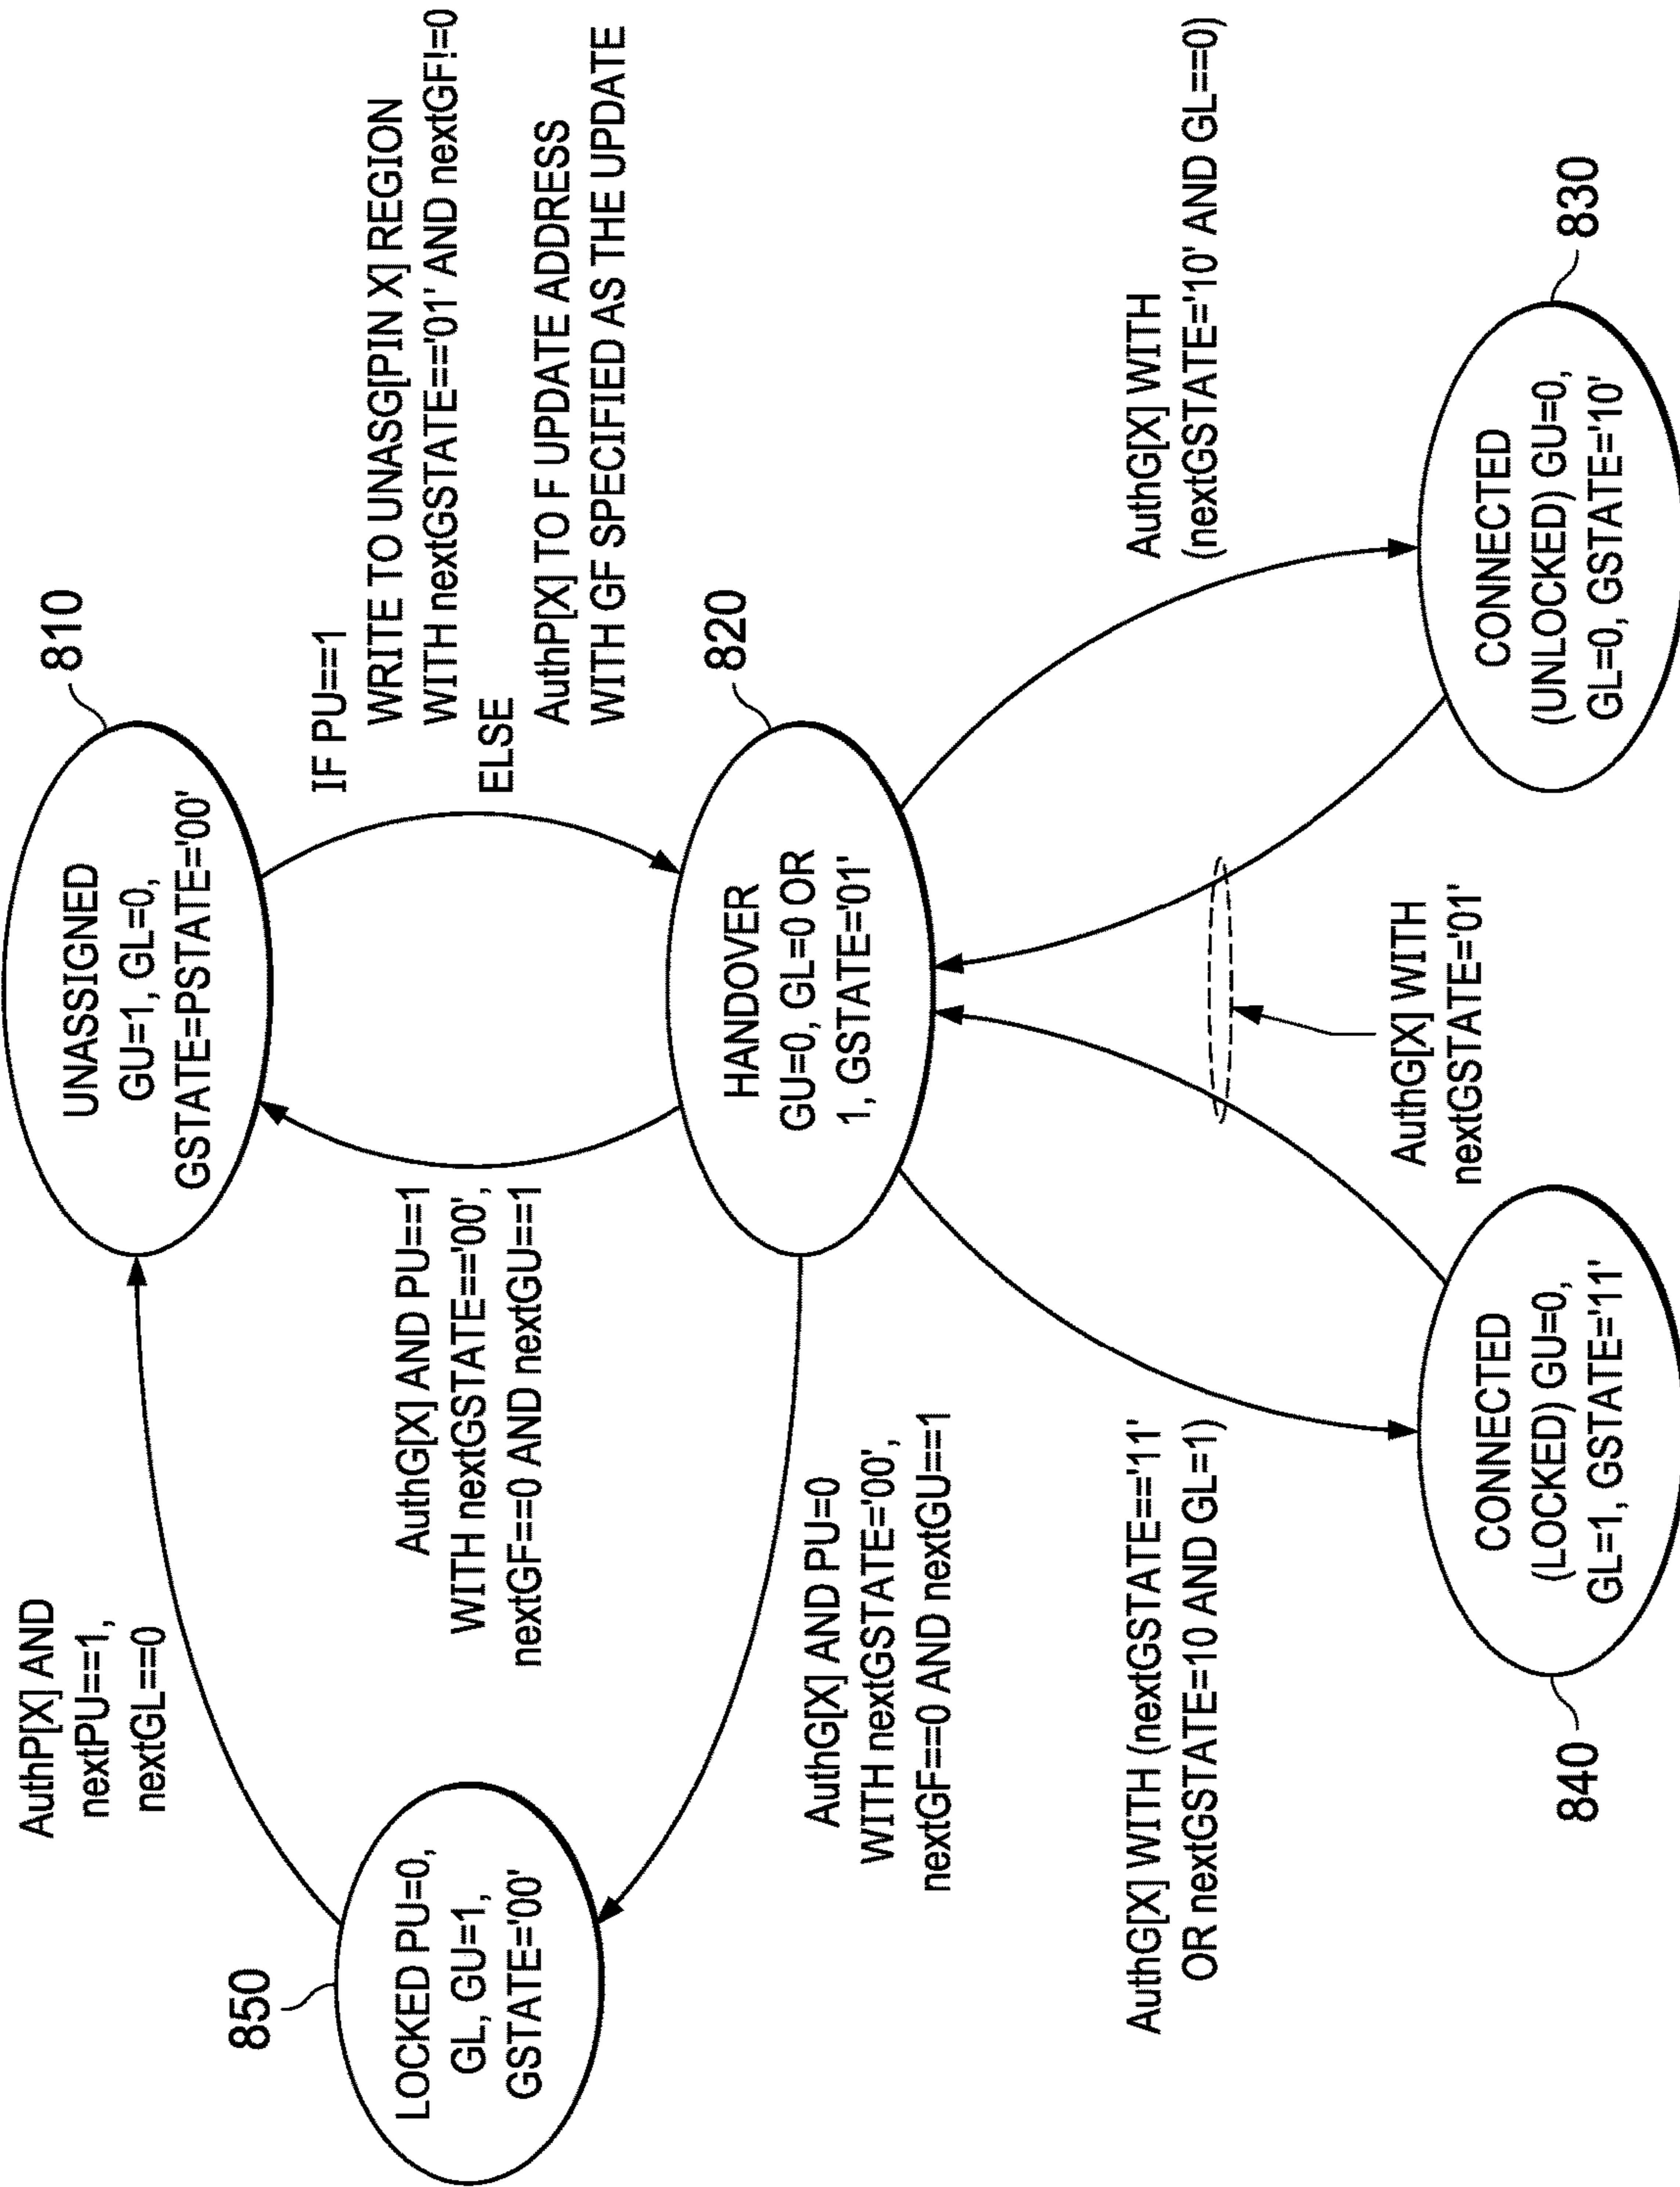 810
UNASSIGNED
GU=1, GL=0,
GSTATE=PSTATE='00'
IF PU==1
WRITE TO UNASG[PIN X] REGION
WITH nextGSTATE=='01' AND nextGF!=0
ELSE
AuthP[X] TO F UPDATE ADDRESS
WITH GF SPECIFIED AS THE UPDATE
AuthP[X] AND
nextPU==1,
nextGL==0
AuthG[X] AND PU==1
WITH nextGSTATE=='00',
nextGF==0 AND nextGU==1
850
LOCKED PU=0,
GL, GU=1,
GSTATE='00'
820
HANDOVER
GU=0, GL=0 OR
1, GSTATE='01'
AuthG[X] AND PU=0
WITH nextGSTATE='00',
nextGF==0 AND nextGU==1
AuthG[X] WITH (nextGSTATE=='11'
OR nextGSTATE=10 AND GL=1)
AuthG[X] WITH
(nextGSTATE='10' AND GL==0)
AuthG[X] WITH
nextGSTATE='01'
840
CONNECTED
(LOCKED) GU=0,
GL=1, GSTATE='11'
830
CONNECTED
(UNLOCKED) GU=0,
GL=0, GSTATE='10'